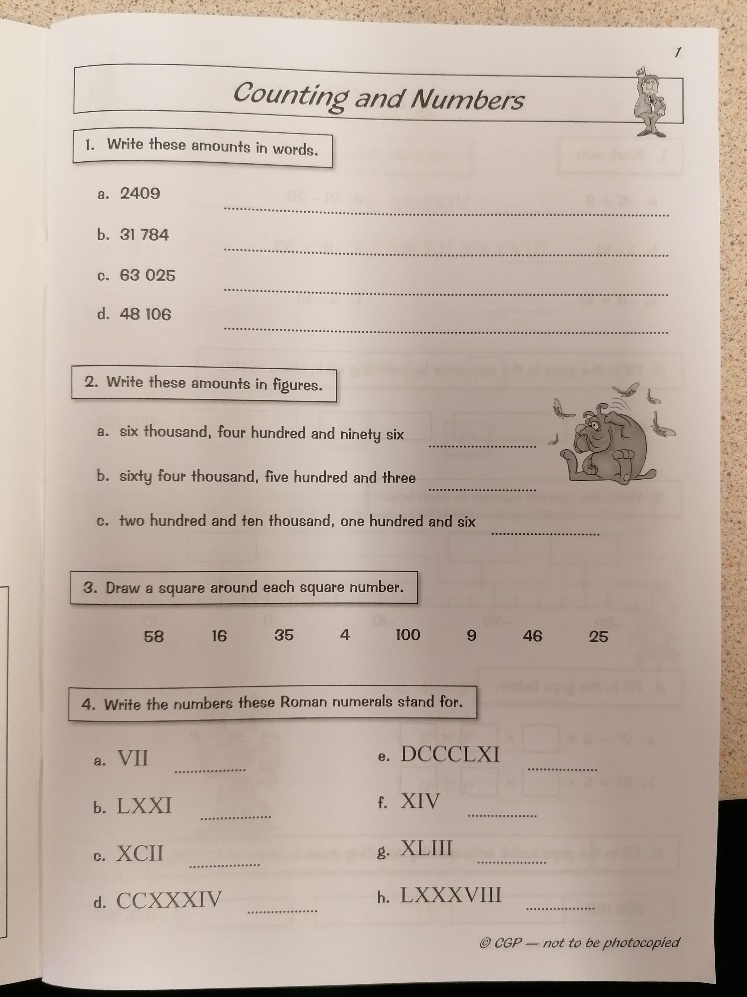 1
Counting and Numbers
1. Write these amounts in words.
a. 2409
b. 31 784
c. 63 025
d. 48 106
2. Write these amounts in figures.
a. six thousand, four hundred and ninety six
b. sixty four thousand, five hundred and three
c. two hundred and ten thousand, one hundred and six
3. Draw a square around each square number.
58 16 35 4 100 9 46 25
4. Write the numbers these Roman numerals stand for.
a. VII
b. LXXI
c. XCII
d. CCXXXIV
e. DCCCLXI
f. XIV
g. XLIII
h. LXXXVIII
© CGP — not to be photocopied